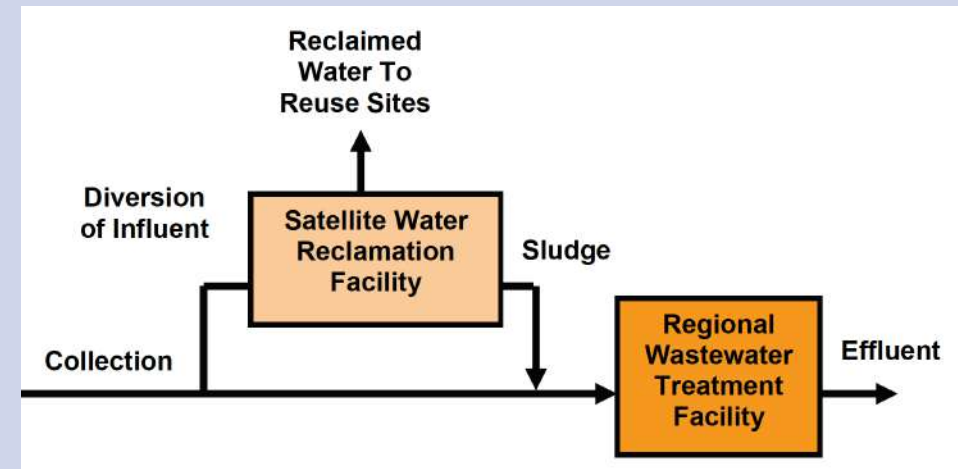 Reclaimed
Water To
Reuse Sites
Diversion
of Influent
Satellite Water
Reclamation
Facility
Sludge
Collection
Regional
Wastewater
Treatment
Facility
Effluent